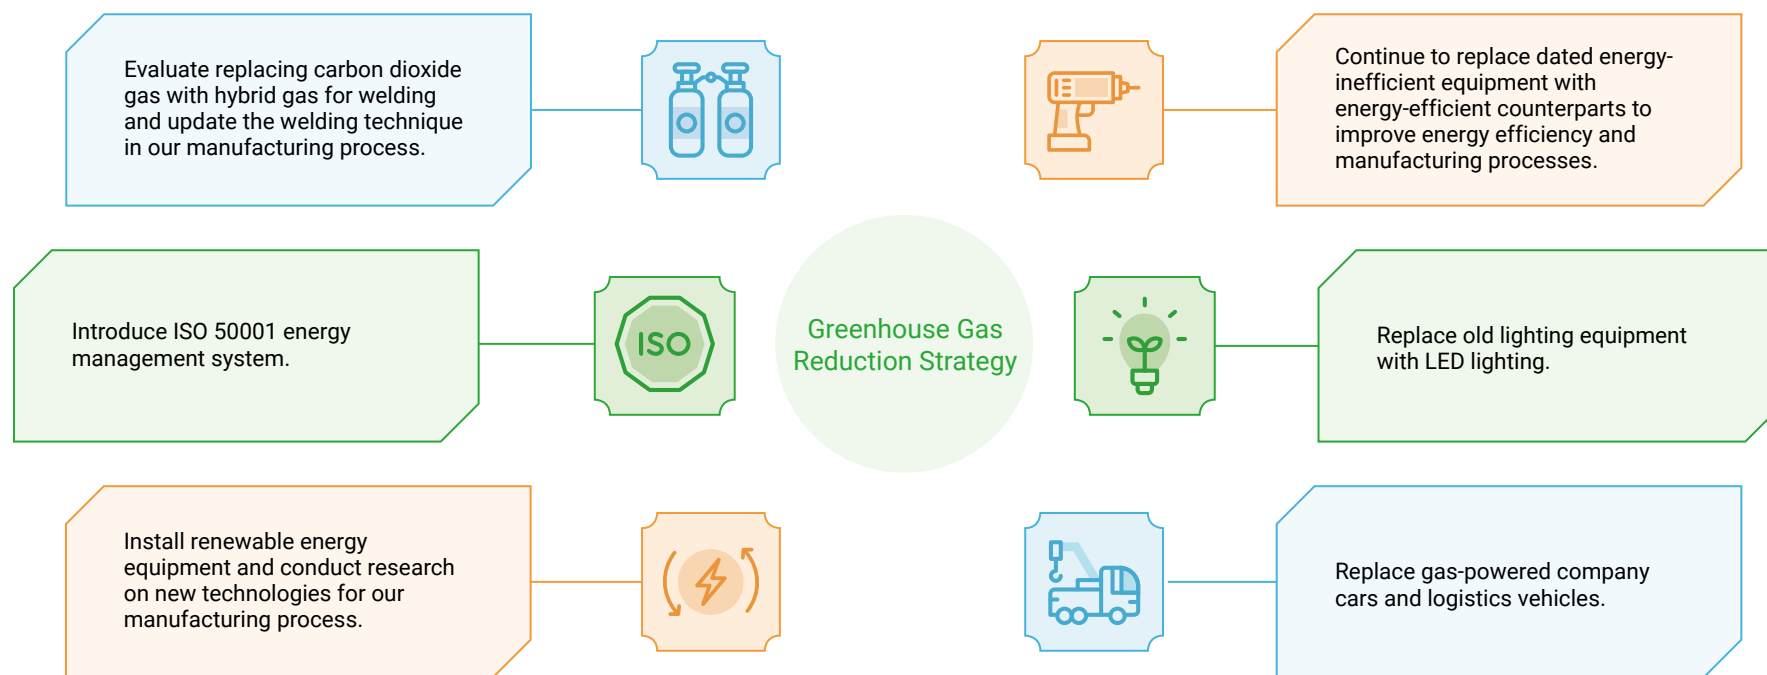 Evaluate replacing carbon dioxide
gas with hybrid gas for welding
and update the welding technique
in our manufacturing process.
Continue to replace dated energy-
inefficient equipment with
energy-efficient counterparts to
improve energy efficiency and
manufacturing processes.
Introduce ISO 50001 energy
management system.
ISO
Greenhouse Gas
Reduction Strategy
Replace old lighting equipment
with LED lighting.
Install renewable energy
equipment and conduct research
on new technologies for our
manufacturing process.
Replace gas-powered company
cars and logistics vehicles.